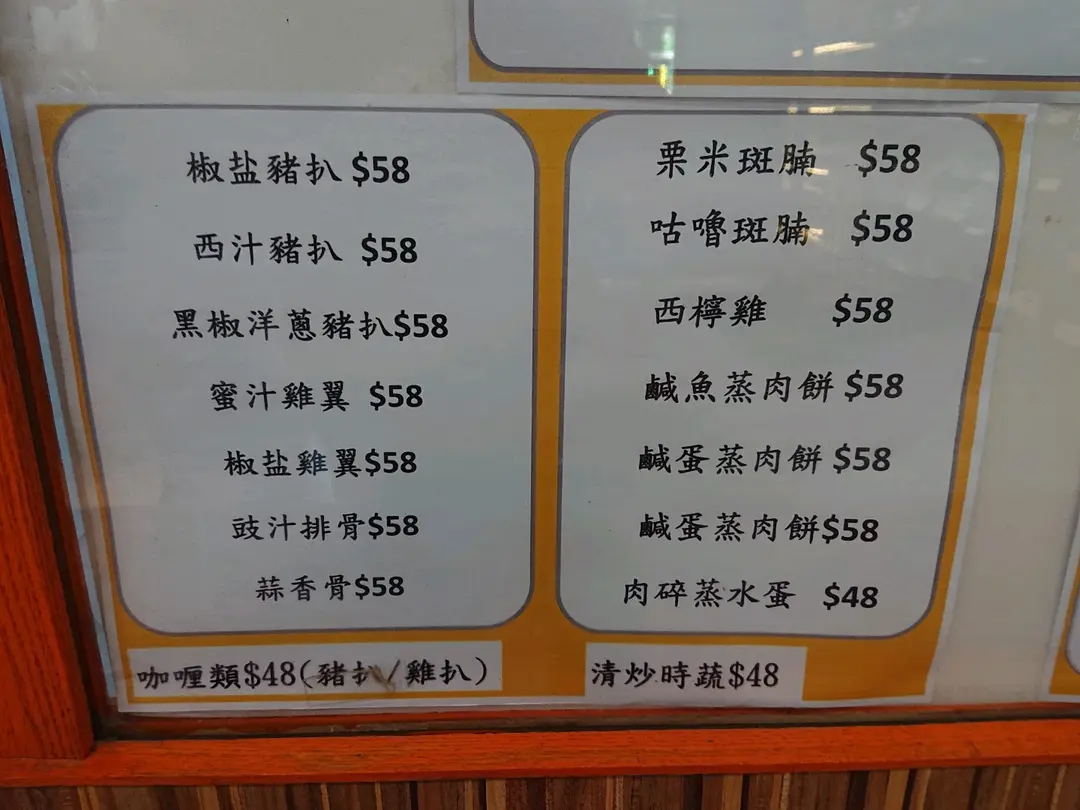 椒盐豬扒 $58
西汁豬扒 $58
黑椒洋蔥豬扒$58
蜜汁雞翼 $58
椒盐雞翼$58
豉汁排骨$58
蒜香骨$58
咖喱類$48(豬扒/雞扒)
栗米斑腩 $58
咕嚕斑腩 $58
西檸雞 $58
鹹魚蒸肉餅 $58
鹹蛋蒸肉餅 $58
鹹蛋蒸肉餅$58
肉碎蒸水蛋 $48
清炒時蔬$48